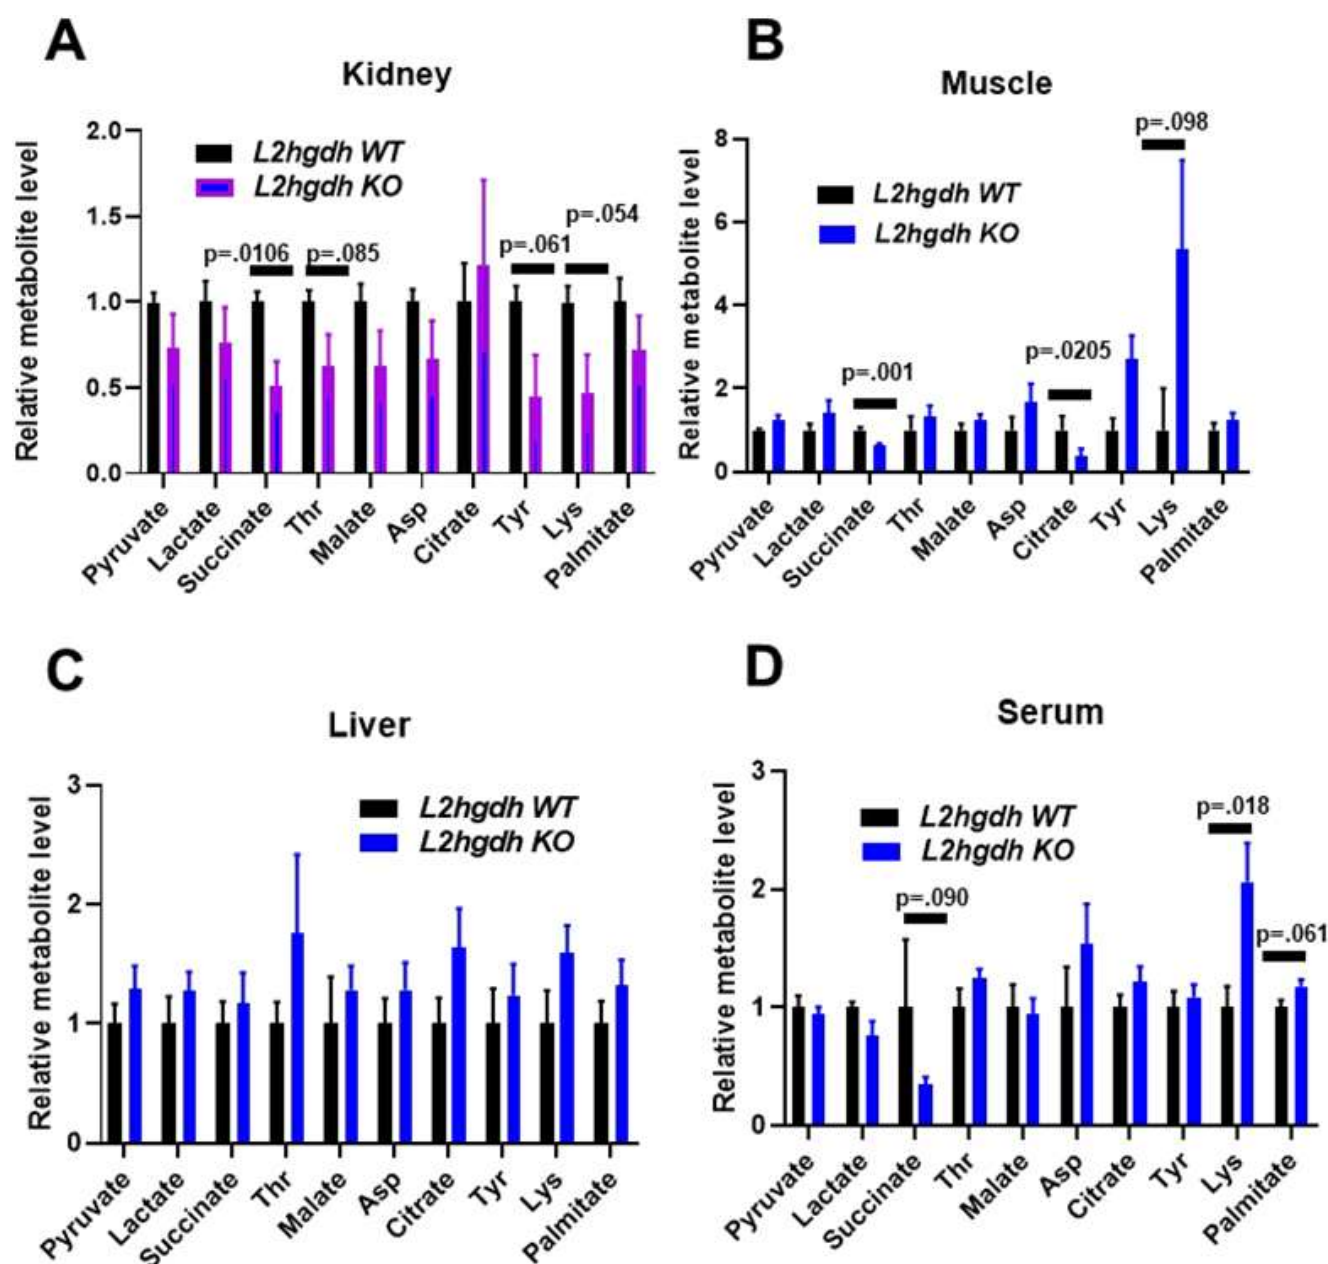 A
Kidney
Relative metabolite level
2.0
1.5
1.0
0.5
0.0
L2hgdh WT
L2hgdh KO
p=.0106
p=.085
p=.061
p=.054
Pyruvate
Lactate
Succinate
Thr
Malate
Asp
Citrate
Tyr
Lys
Palmitate
B
Muscle
Relative metabolite level
8
6
4
2
0
L2hgdh WT
L2hgdh KO
p=.001
p=.0205
p=.098
Pyruvate
Lactate
Succinate
Thr
Malate
Asp
Citrate
Tyr
Lys
Palmitate
C
Liver
Relative metabolite level
3
2
1
0
L2hgdh WT
L2hgdh KO
Pyruvate
Lactate
Succinate
Thr
Malate
Asp
Citrate
Tyr
Lys
Palmitate
D
Serum
Relative metabolite level
3
2
1
0
L2hgdh WT
L2hgdh KO
p=.090
p=.018
p=.061
Pyruvate
Lactate
Succinate
Thr
Malate
Asp
Citrate
Tyr
Lys
Palmitate